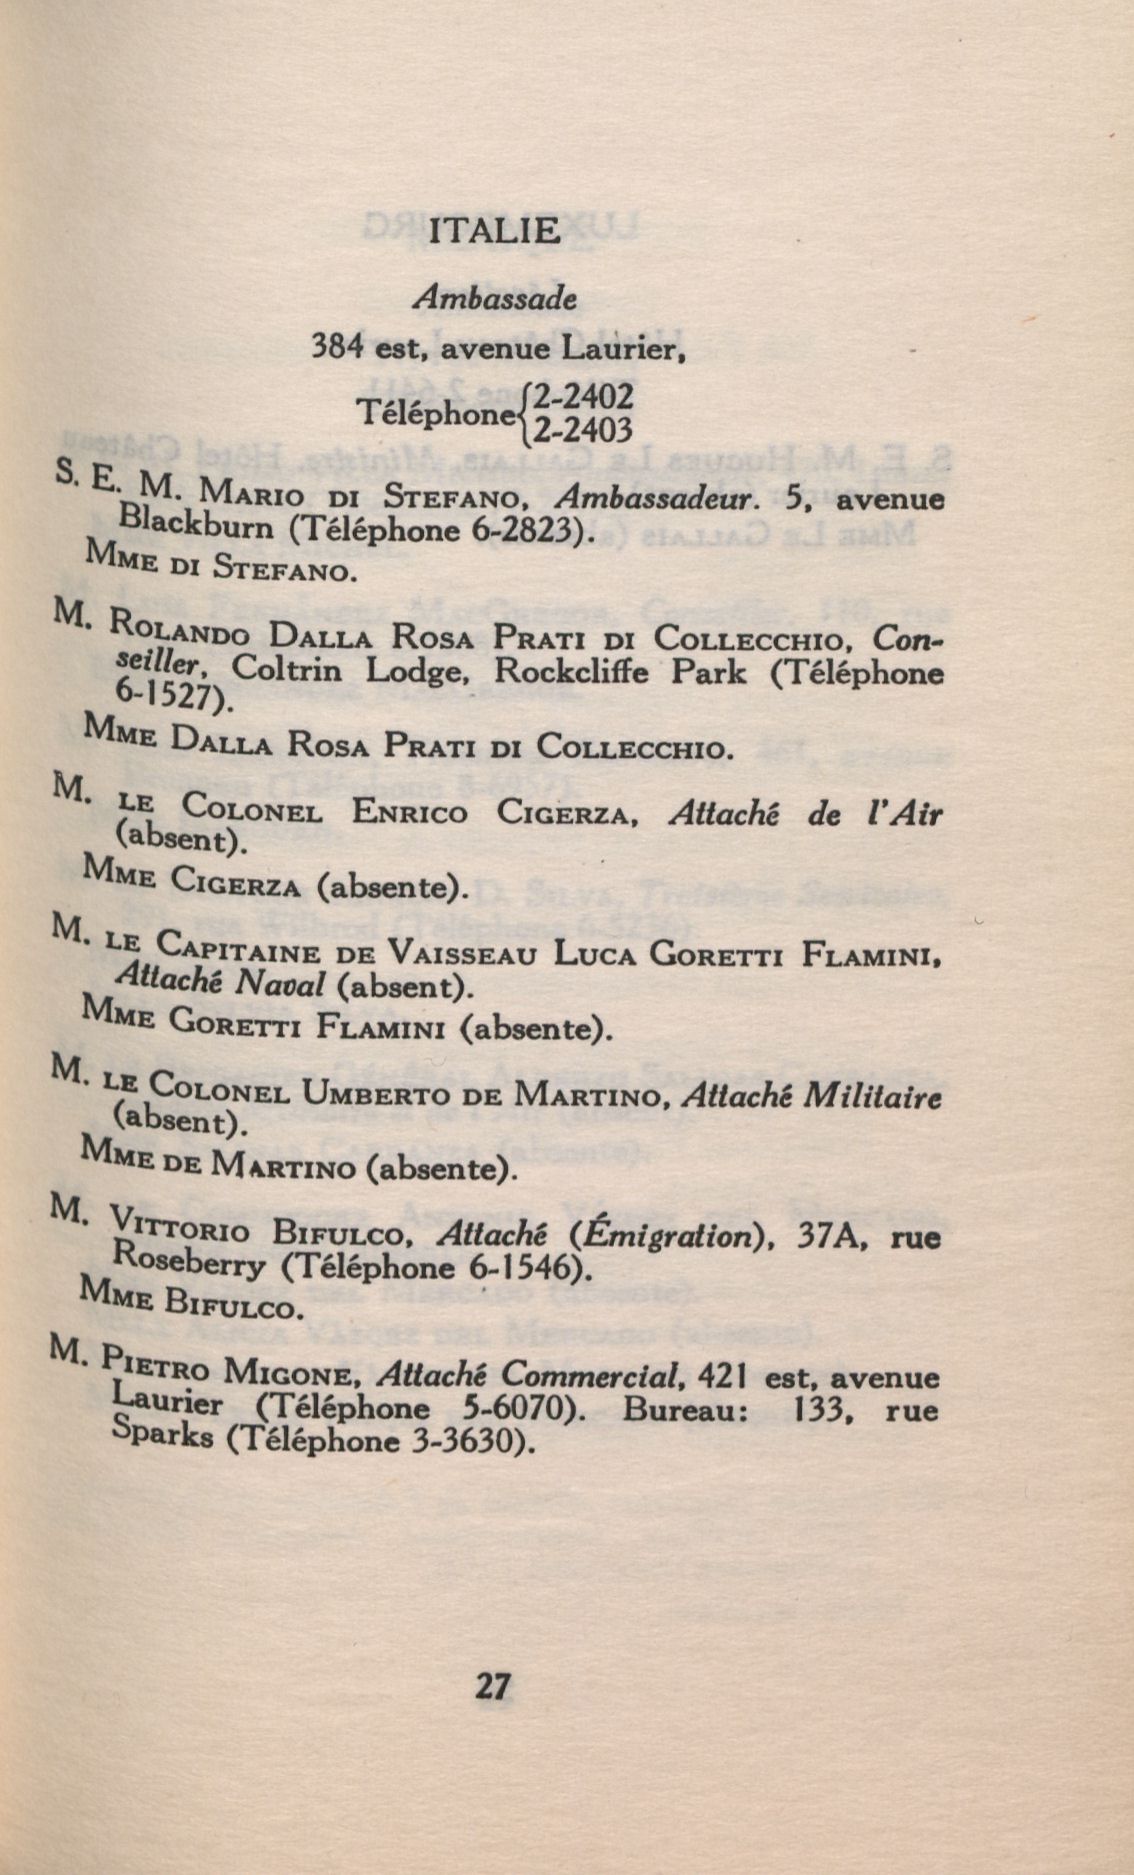 ITALIE
Ambassade
384 est, avenue Laurier,
Téléphone{2-2402
2-2403
S. E. M. MARIO DI STEFANO, Ambassadeur. 5, avenue
Blackburn (Téléphone 6-2823).
MME DI STEFANO.
M. ROLANDO DALLA ROSA PRATI DI COLLECCHIO, Con-
seiller, Coltrin Lodge, Rockcliffe Park (Téléphone
6-1527).
MME DALLA ROSA PRATI DI COLLECCHIO.
M. LE COLONEL ENRICO CIGERZA, Attaché de l'Air
(absent).
MME CIGERZA (absente).
M. LE CAPITAINE DE VAISSEAU LUCA GORETTI FLAMINI,
Attaché Naval (absent).
MME GORETTI FLAMINI (absente).
M. LE COLONEL UMBERTO DE MARTINO, Attaché Militaire
(absent).
MME DE MARTINO (absente).
M. VITTORIO BIFULCO, Attaché (Émigration), 37A, rue
Roseberry (Téléphone 6-1546).
MME BIFULCO.
M. PIETRO MIGONE, Attaché Commercial, 421 est, avenue
Laurier (Téléphone 5-6070). Bureau: 133, rue
Sparks (Téléphone 3-3630).
27